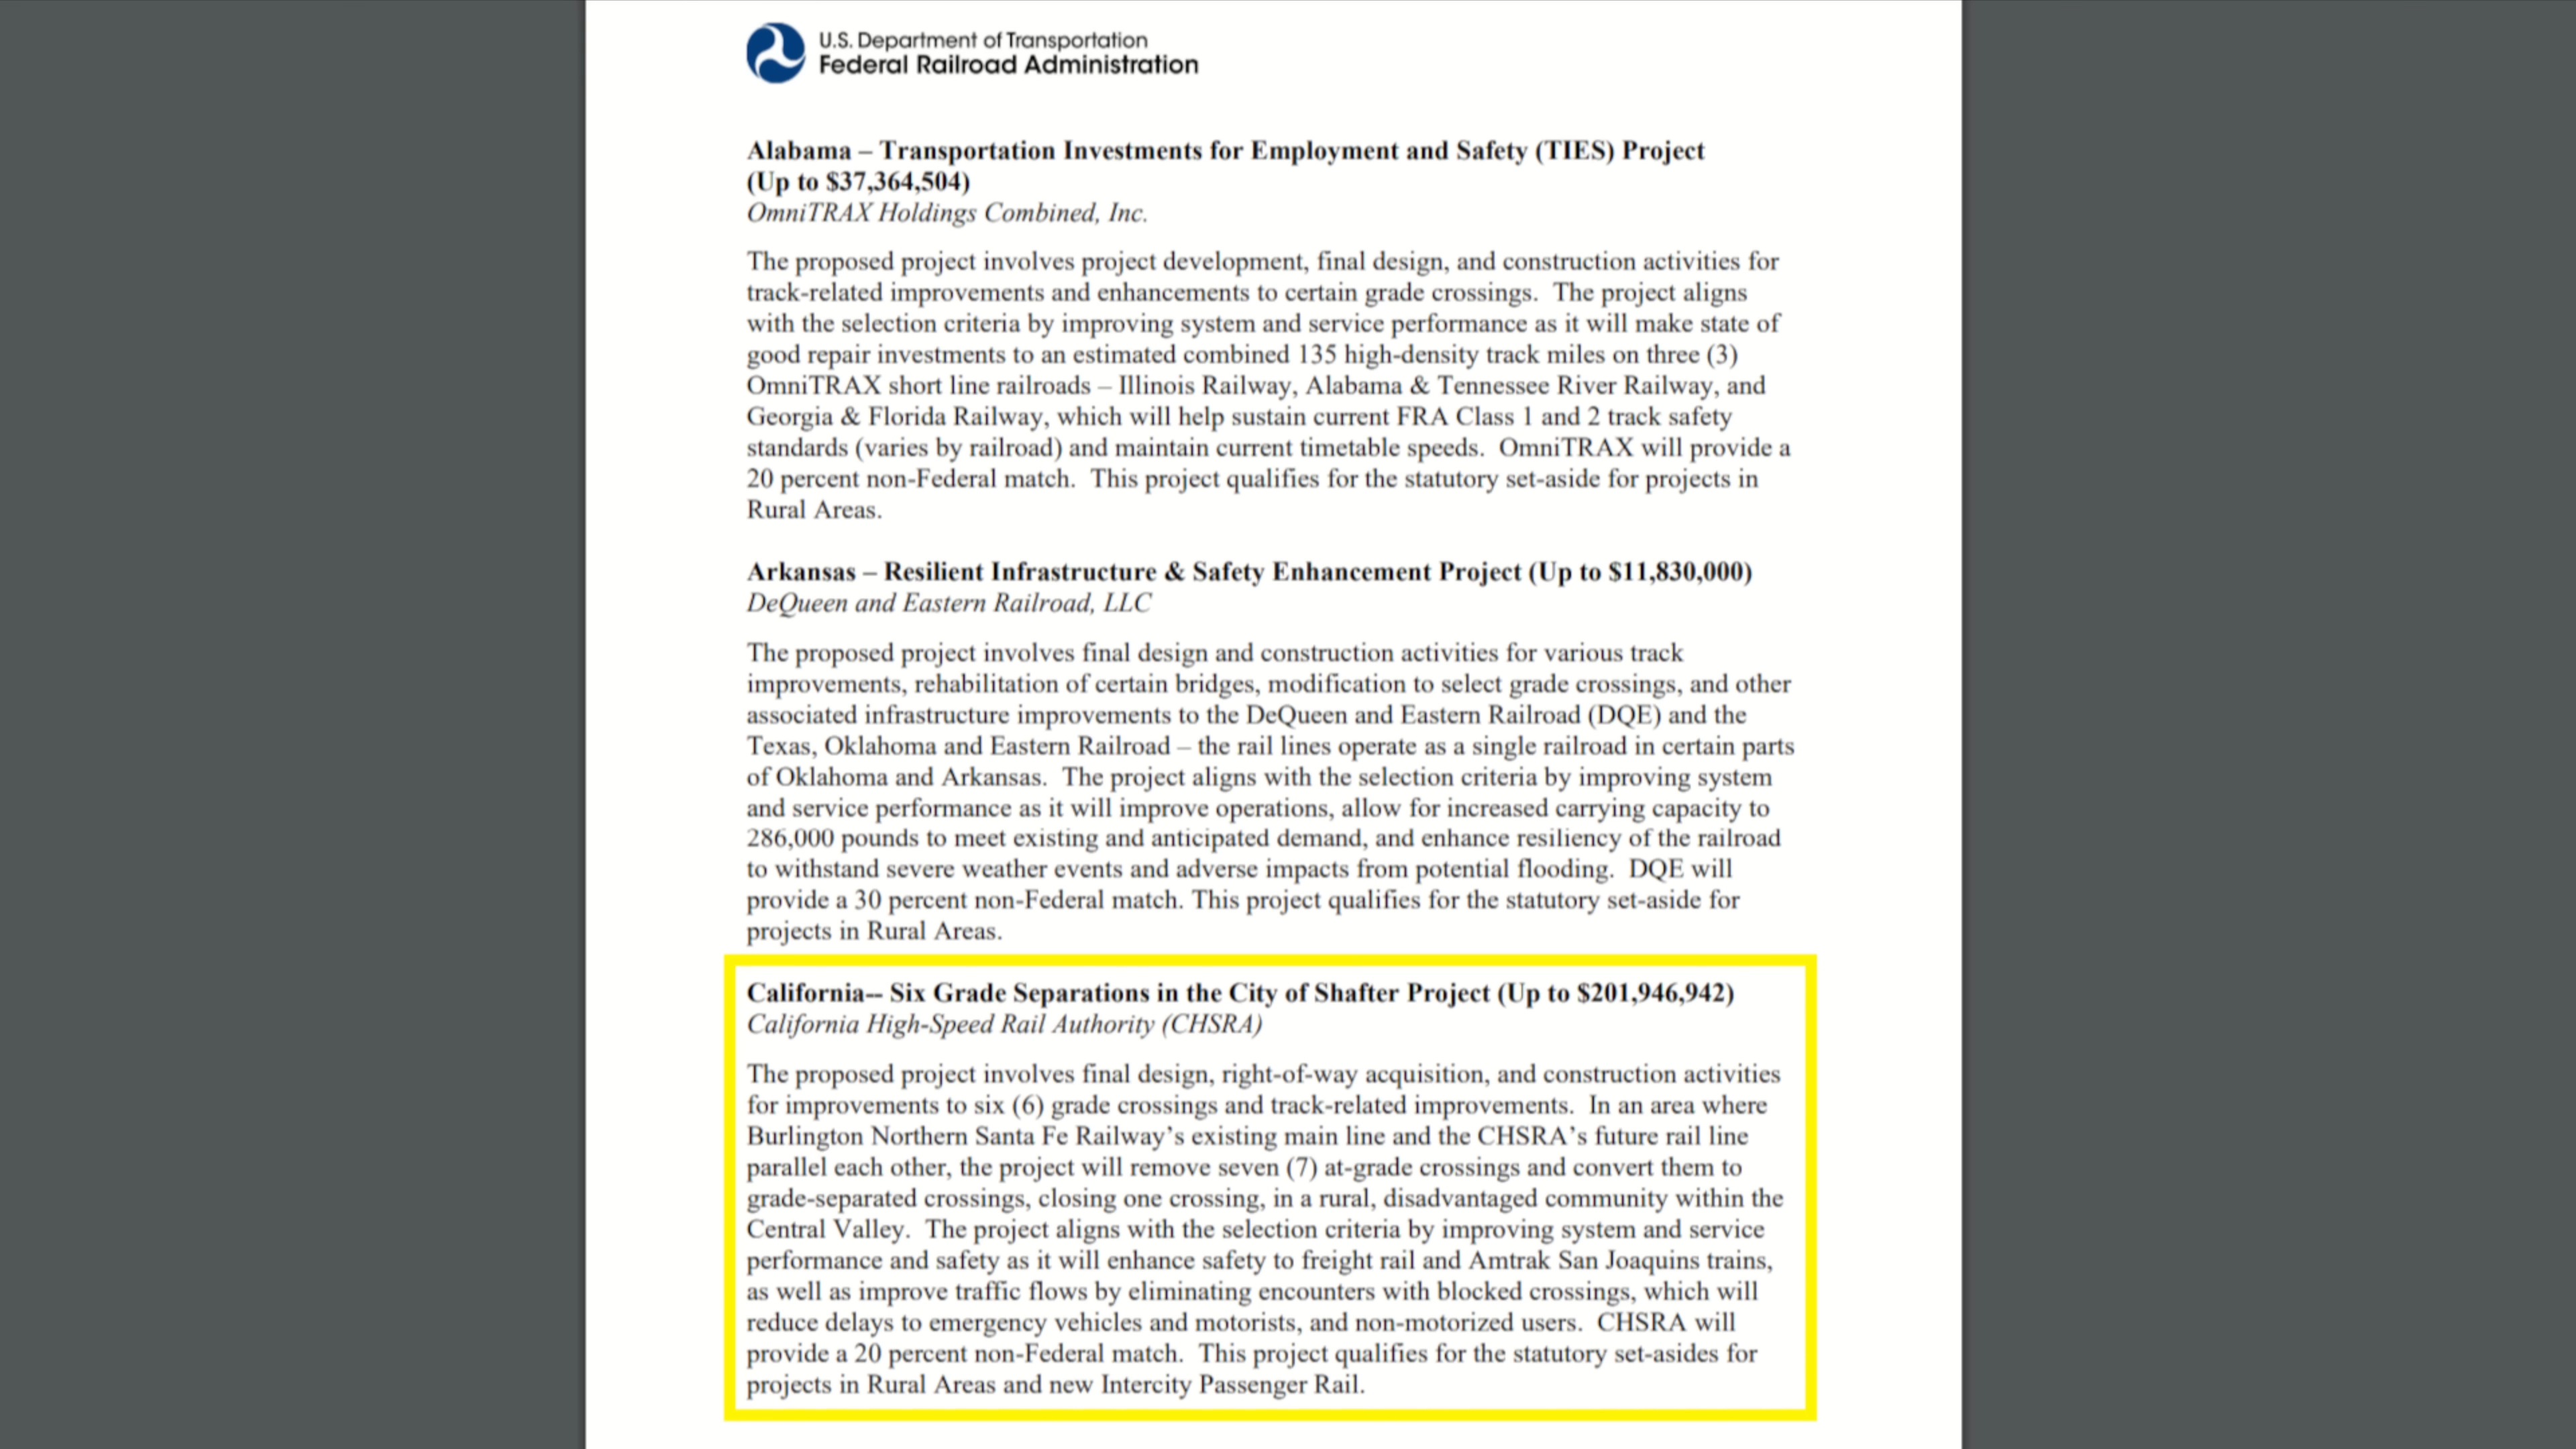 U.S. Department of Transportation
Federal Railroad Administration
Alabama – Transportation Investments for Employment and Safety (TIES) Project
(Up to $37,364,504)
OmniTRAX Holdings Combined, Inc.
The proposed project involves project development, final design, and construction activities for
track-related improvements and enhancements to certain grade crossings.  The project aligns
with the selection criteria by improving system and service performance as it will make state of
good repair investments to an estimated combined 135 high-density track miles on three (3)
OmniTRAX short line railroads – Illinois Railway, Alabama & Tennessee River Railway, and
Georgia & Florida Railway, which will help sustain current FRA Class 1 and 2 track safety
standards (varies by railroad) and maintain current timetable speeds.  OmniTRAX will provide a
20 percent non-Federal match.  This project qualifies for the statutory set-aside for projects in
Rural Areas.
Arkansas – Resilient Infrastructure & Safety Enhancement Project (Up to $11,830,000)
DeQueen and Eastern Railroad, LLC
The proposed project involves final design and construction activities for various track
improvements, rehabilitation of certain bridges, modification to select grade crossings, and other
associated infrastructure improvements to the DeQueen and Eastern Railroad (DQE) and the
Texas, Oklahoma and Eastern Railroad – the rail lines operate as a single railroad in certain parts
of Oklahoma and Arkansas.  The project aligns with the selection criteria by improving system
and service performance as it will improve operations, allow for increased carrying capacity to
286,000 pounds to meet existing and anticipated demand, and enhance resiliency of the railroad
to withstand severe weather events and adverse impacts from potential flooding.  DQE will
provide a 30 percent non-Federal match. This project qualifies for the statutory set-aside for
projects in Rural Areas.
California-- Six Grade Separations in the City of Shafter Project (Up to $201,946,942)
California High-Speed Rail Authority (CHSRA)
The proposed project involves final design, right-of-way acquisition, and construction activities
for improvements to six (6) grade crossings and track-related improvements.  In an area where
Burlington Northern Santa Fe Railway’s existing main line and the CHSRA’s future rail line
parallel each other, the project will remove seven (7) at-grade crossings and convert them to
grade-separated crossings, closing one crossing, in a rural, disadvantaged community within the
Central Valley.  The project aligns with the selection criteria by improving system and service
performance and safety as it will enhance safety to freight rail and Amtrak San Joaquins trains,
as well as improve traffic flows by eliminating encounters with blocked crossings, which will
reduce delays to emergency vehicles and motorists, and non-motorized users.  CHSRA will
provide a 20 percent non-Federal match.  This project qualifies for the statutory set-asides for
projects in Rural Areas and new Intercity Passenger Rail.